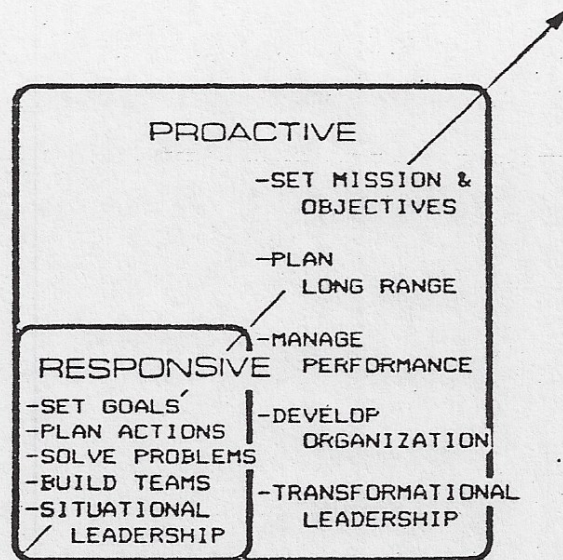 PROACTIVE
-SET MISSION &
OBJECTIVES
-PLAN
LONG RANGE
-MANAGE
PERFORMANCE
-DEVELOP
ORGANIZATION
-TRANSFORMATIONAL
LEADERSHIP
RESPONSIVE
-SET GOALS
-PLAN ACTIONS
-SOLVE PROBLEMS
-BUILD TEAMS
-SITUATIONAL
LEADERSHIP